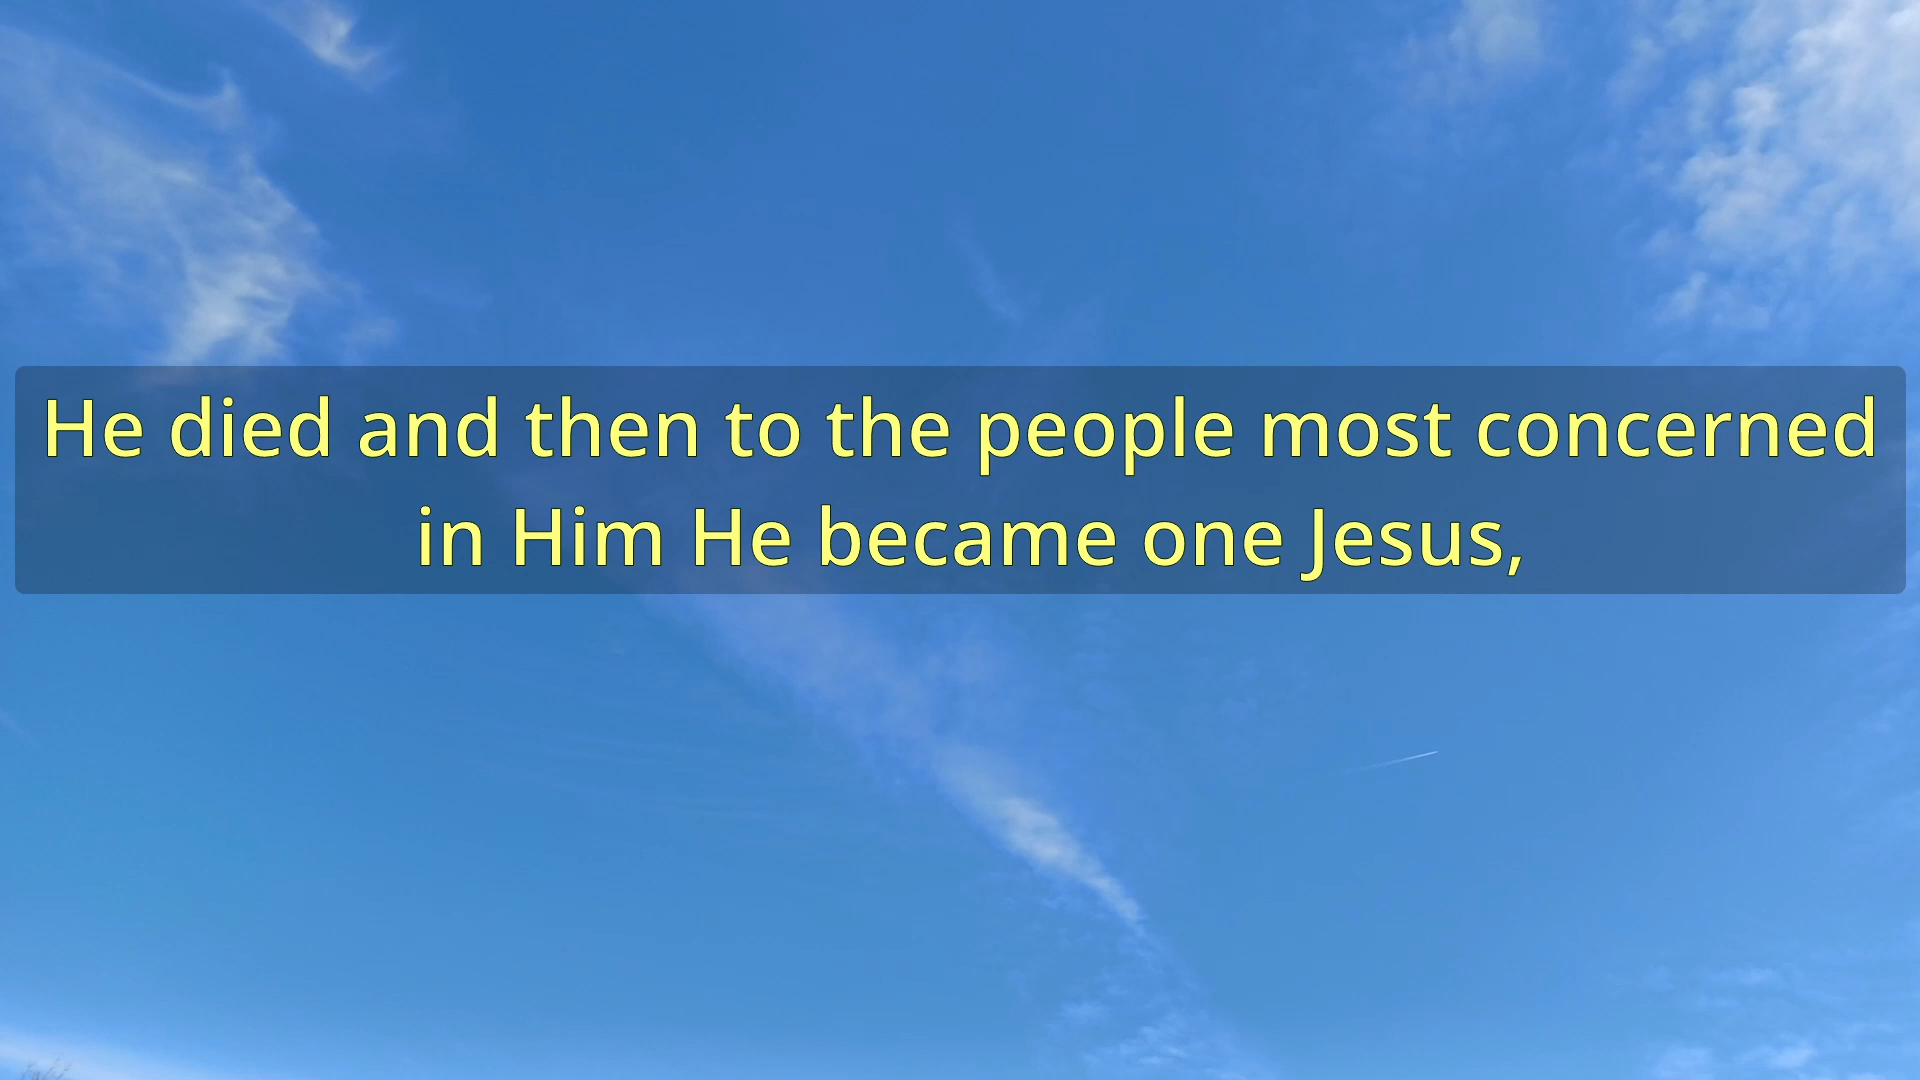 He died and then to the people most concerned
in Him He became one Jesus,